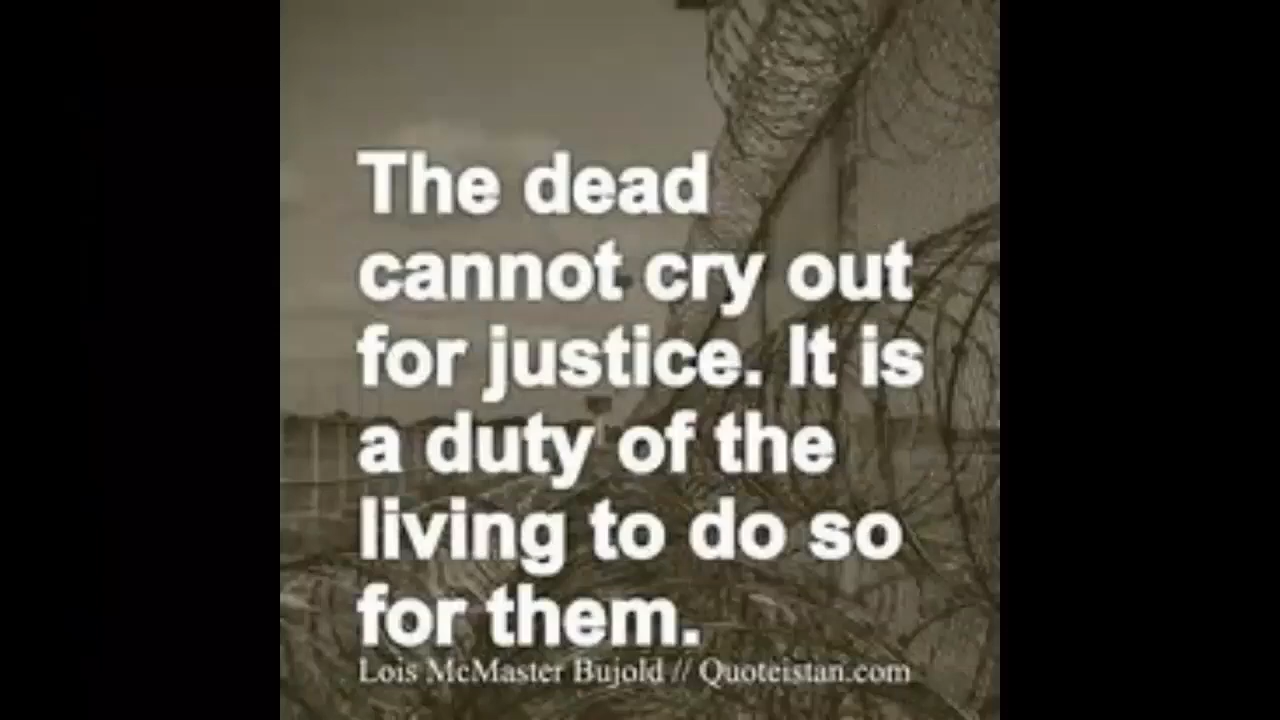 The dead
cannot cry out
for justice. It is
a duty of the
living to do so
for them.
Lois McMaster Bujold // Quoteistan.com